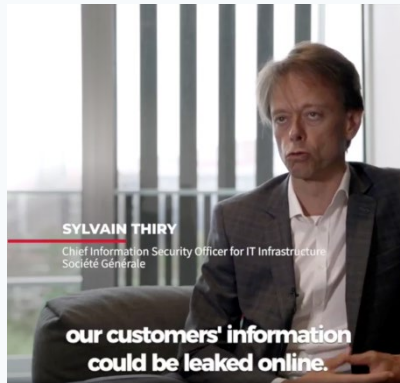 SYLVAIN THIRY
Chief Information Security Officer for IT Infrastructure
Société Générale
our customers' information
could be leaked online.